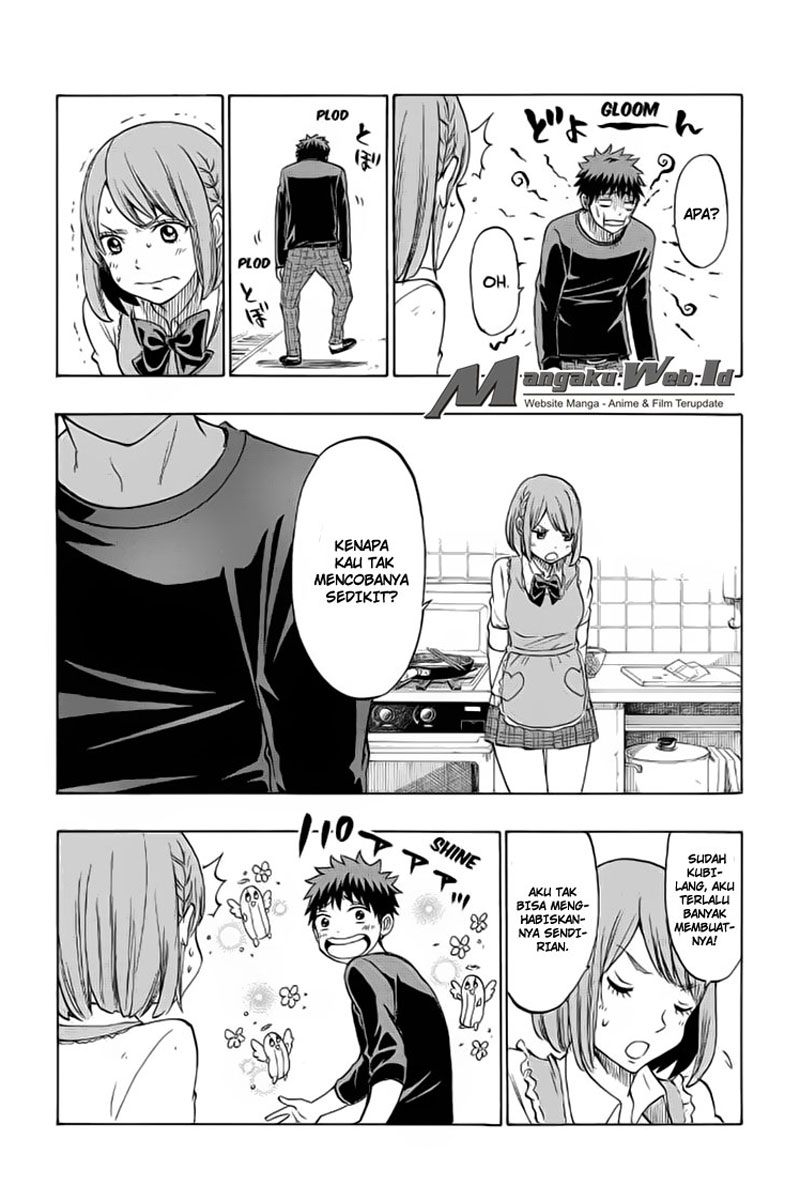 GLOOM
どよーん
APA?
OH.
PLOD
とぼ
PLOD
とぼ
Mangaku.Web.Id
Website Manga - Anime & Film Terupdate
KENAPA
KAU TAK
MENCOBANYA
SEDIKIT?
SUDAH
KUBI-
LANG, AKU
TERLALU
BANYAK
MEMBUAT-
NYA!
AKU TAK
BISA MENG-
HABISKAN-
NYA SENDI-
RIAN.
SHINE
パアアア…